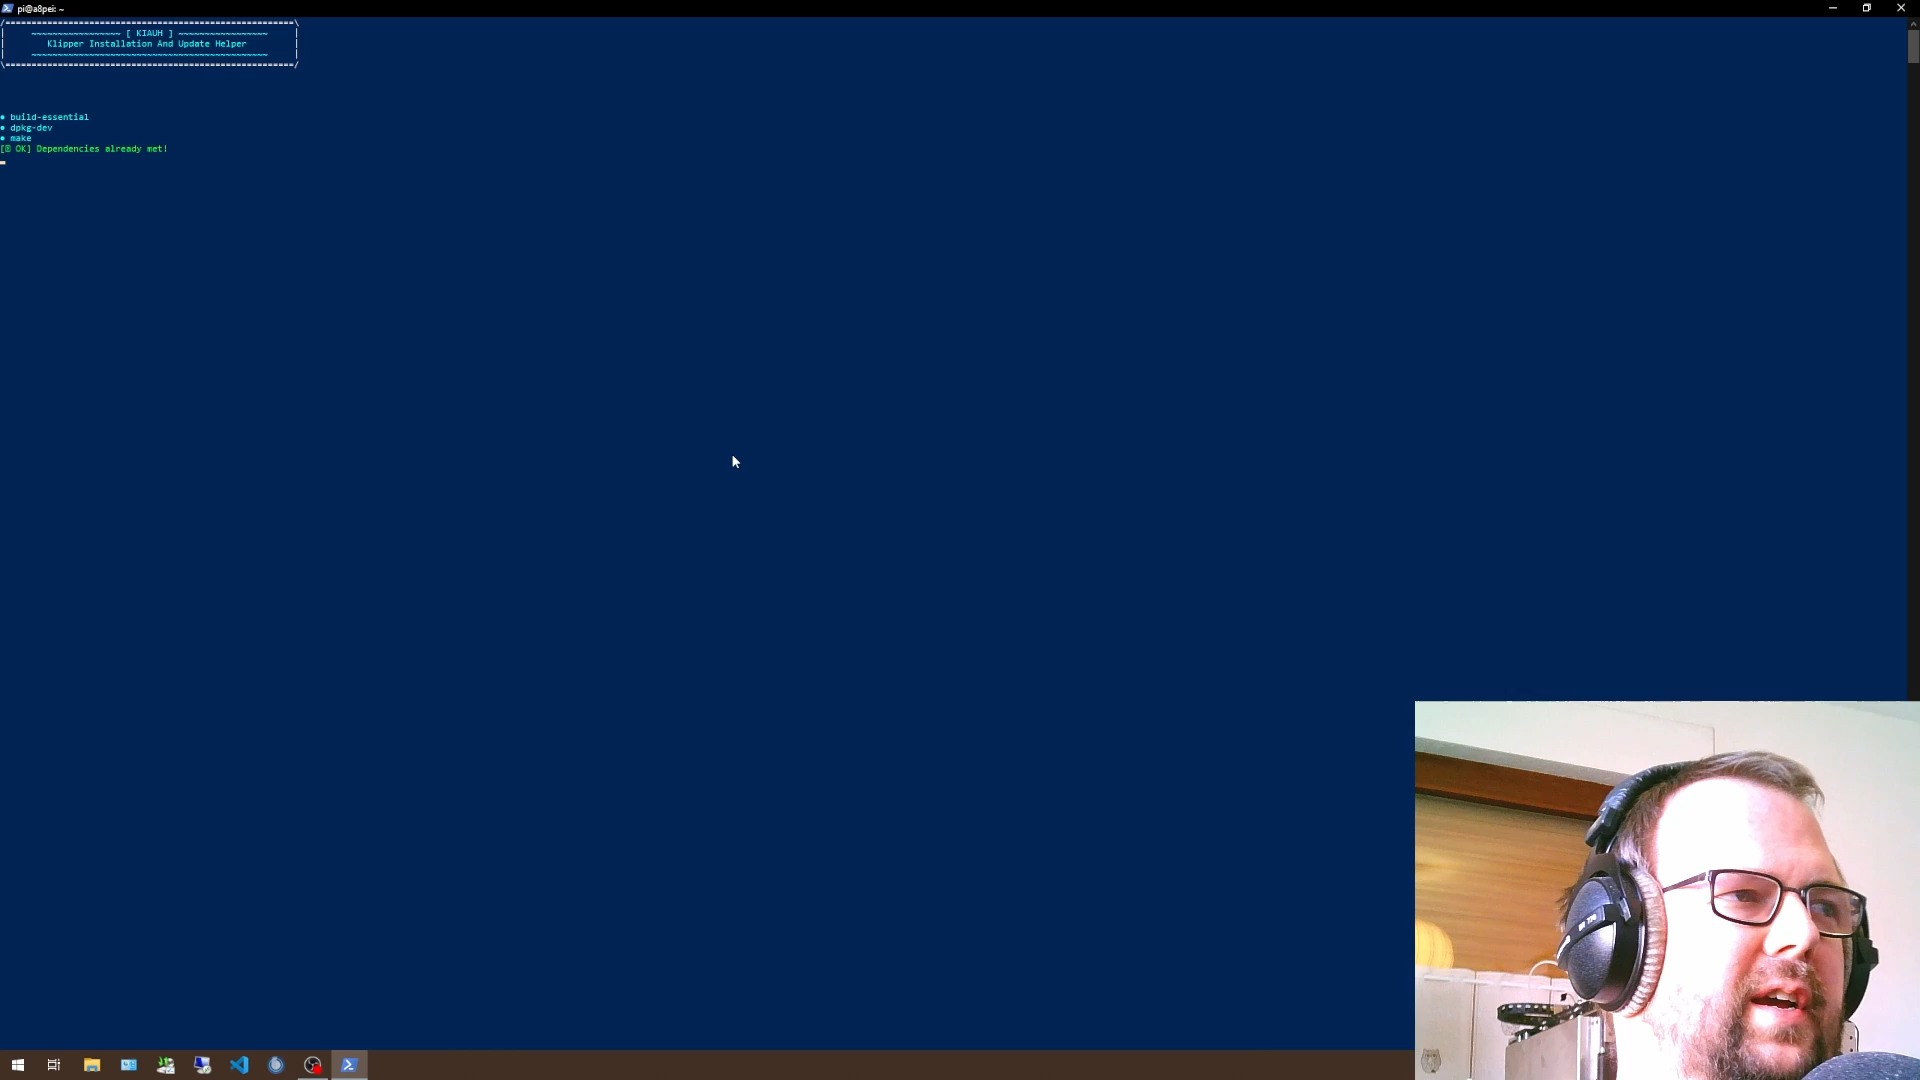 pi@a8pei: ~
[ KIAUH ]
Klipper Installation And Update Helper
● build-essential
● dpkg-dev
● make
OK] Dependencies already met!